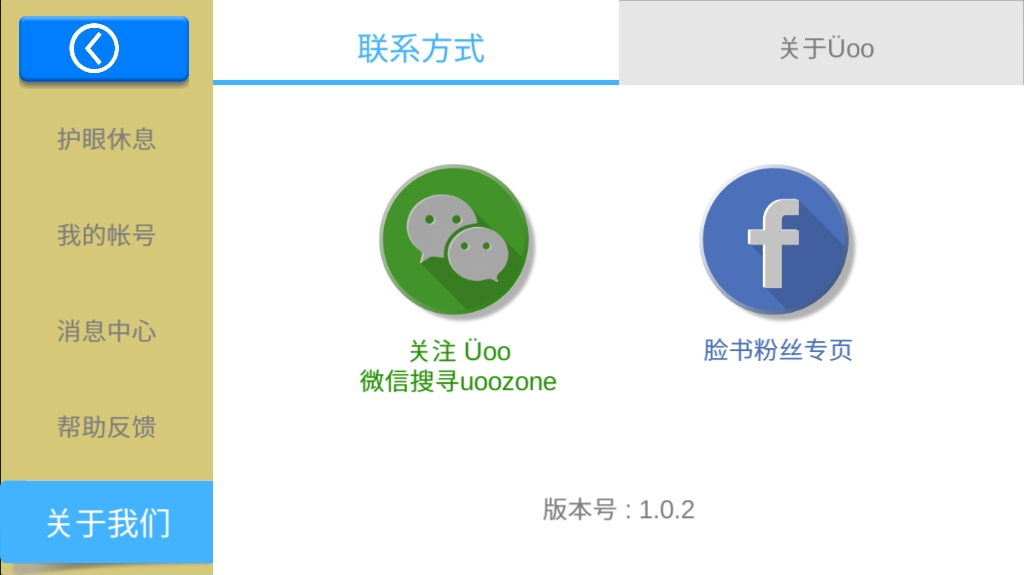 联系方式
关于Üoo
护眼休息
我的帐号
消息中心
帮助反馈
关于我们
关注 Üoo
微信搜寻uoozone
脸书粉丝专页
版本号 : 1.0.2